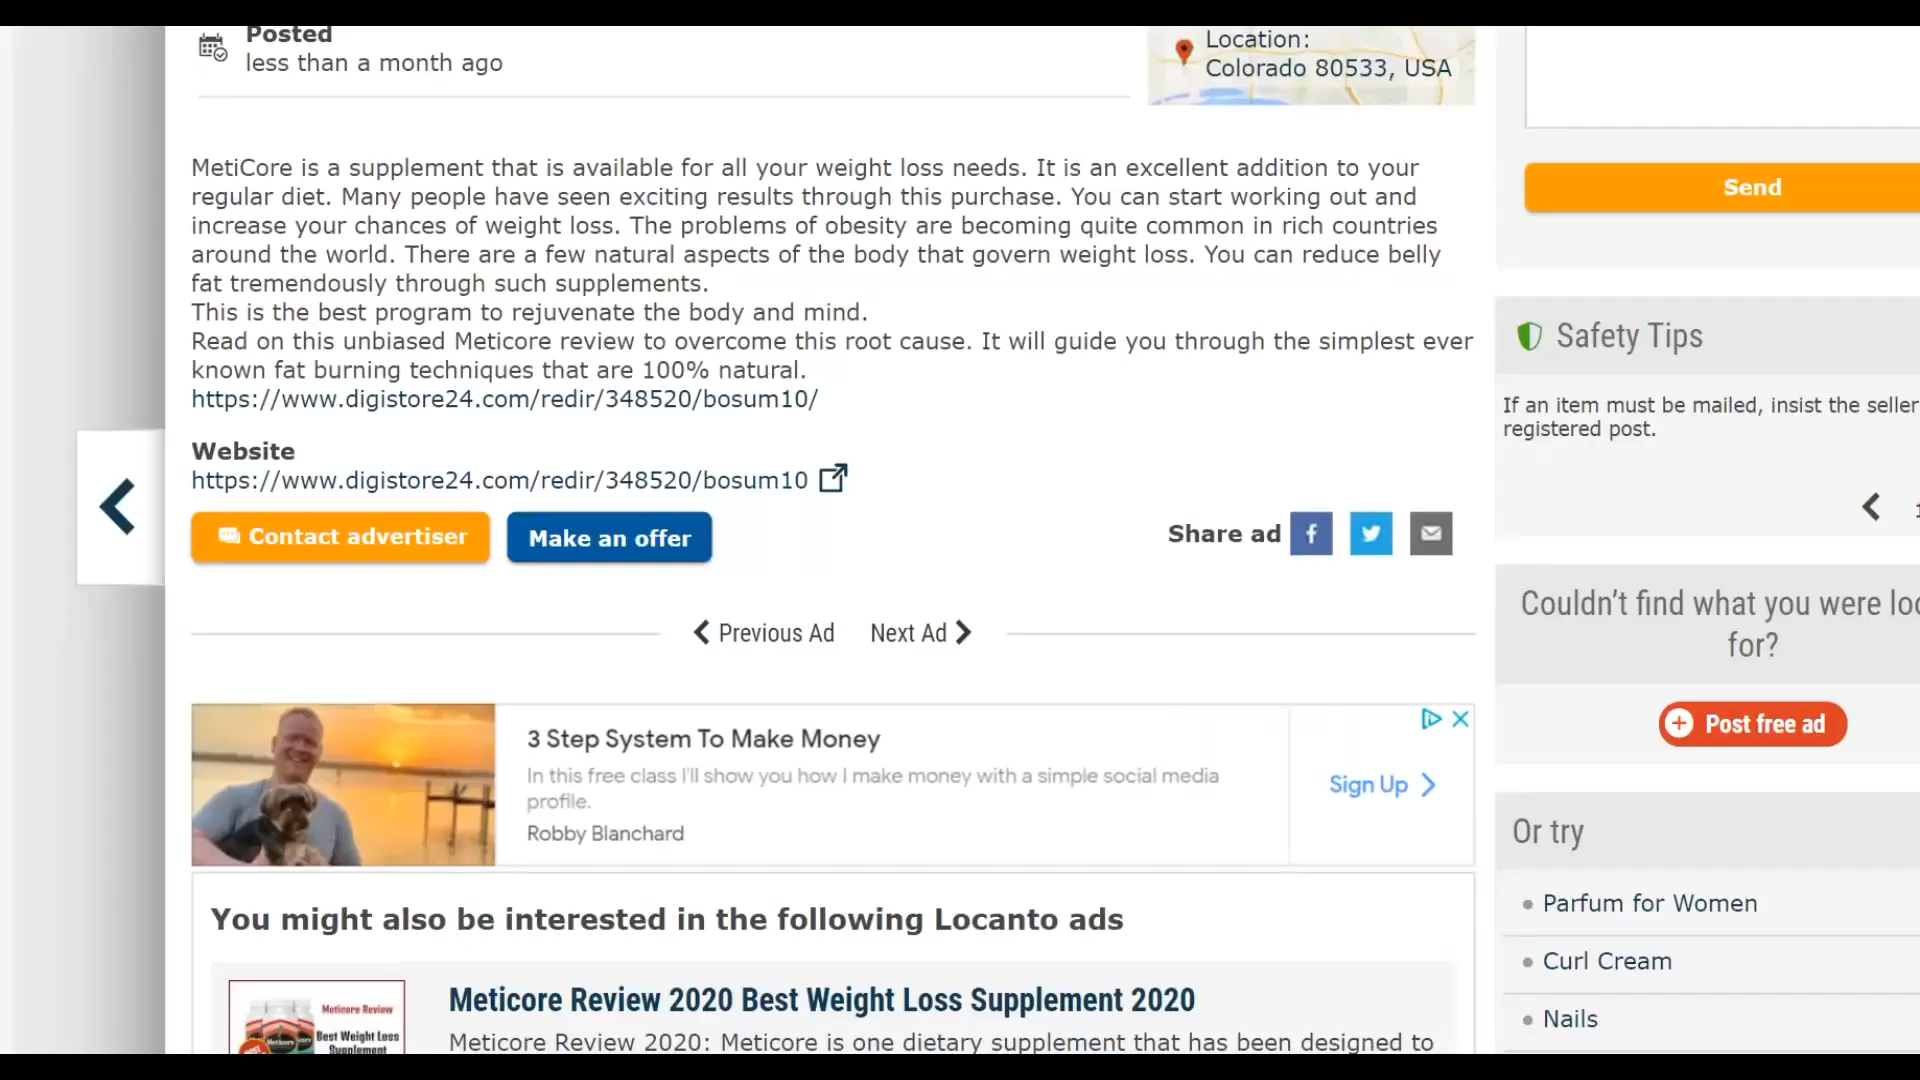 Posted
less than a month ago
Location:
Colorado 80533, USA
MetiCore is a supplement that is available for all your weight loss needs. It is an excellent addition to your
regular diet. Many people have seen exciting results through this purchase. You can start working out and
increase your chances of weight loss. The problems of obesity are becoming quite common in rich countries
around the world. There are a few natural aspects of the body that govern weight loss. You can reduce belly
fat tremendously through such supplements.
This is the best program to rejuvenate the body and mind.
Read on this unbiased Meticore review to overcome this root cause. It will guide you through the simplest ever
known fat burning techniques that are 100% natural.
https://www.digistore24.com/redir/348520/bosum10/
Website
https://www.digistore24.com/redir/348520/bosum10
Contact advertiser
Make an offer
Share ad
Previous Ad Next Ad
3 Step System To Make Money
In this free class I'll show you how I make money with a simple social media
profile.
Robby Blanchard
Sign Up
You might also be interested in the following Locanto ads
Meticore Review
Best Weight Loss
Supplement
Meticore Review 2020 Best Weight Loss Supplement 2020
Meticore Review 2020: Meticore is one dietary supplement that has been designed to
Send
Safety Tips
If an item must be mailed, insist the seller
registered post.
Couldn't find what you were loo
for?
Post free ad
Or try
Parfum for Women
Curl Cream
Nails